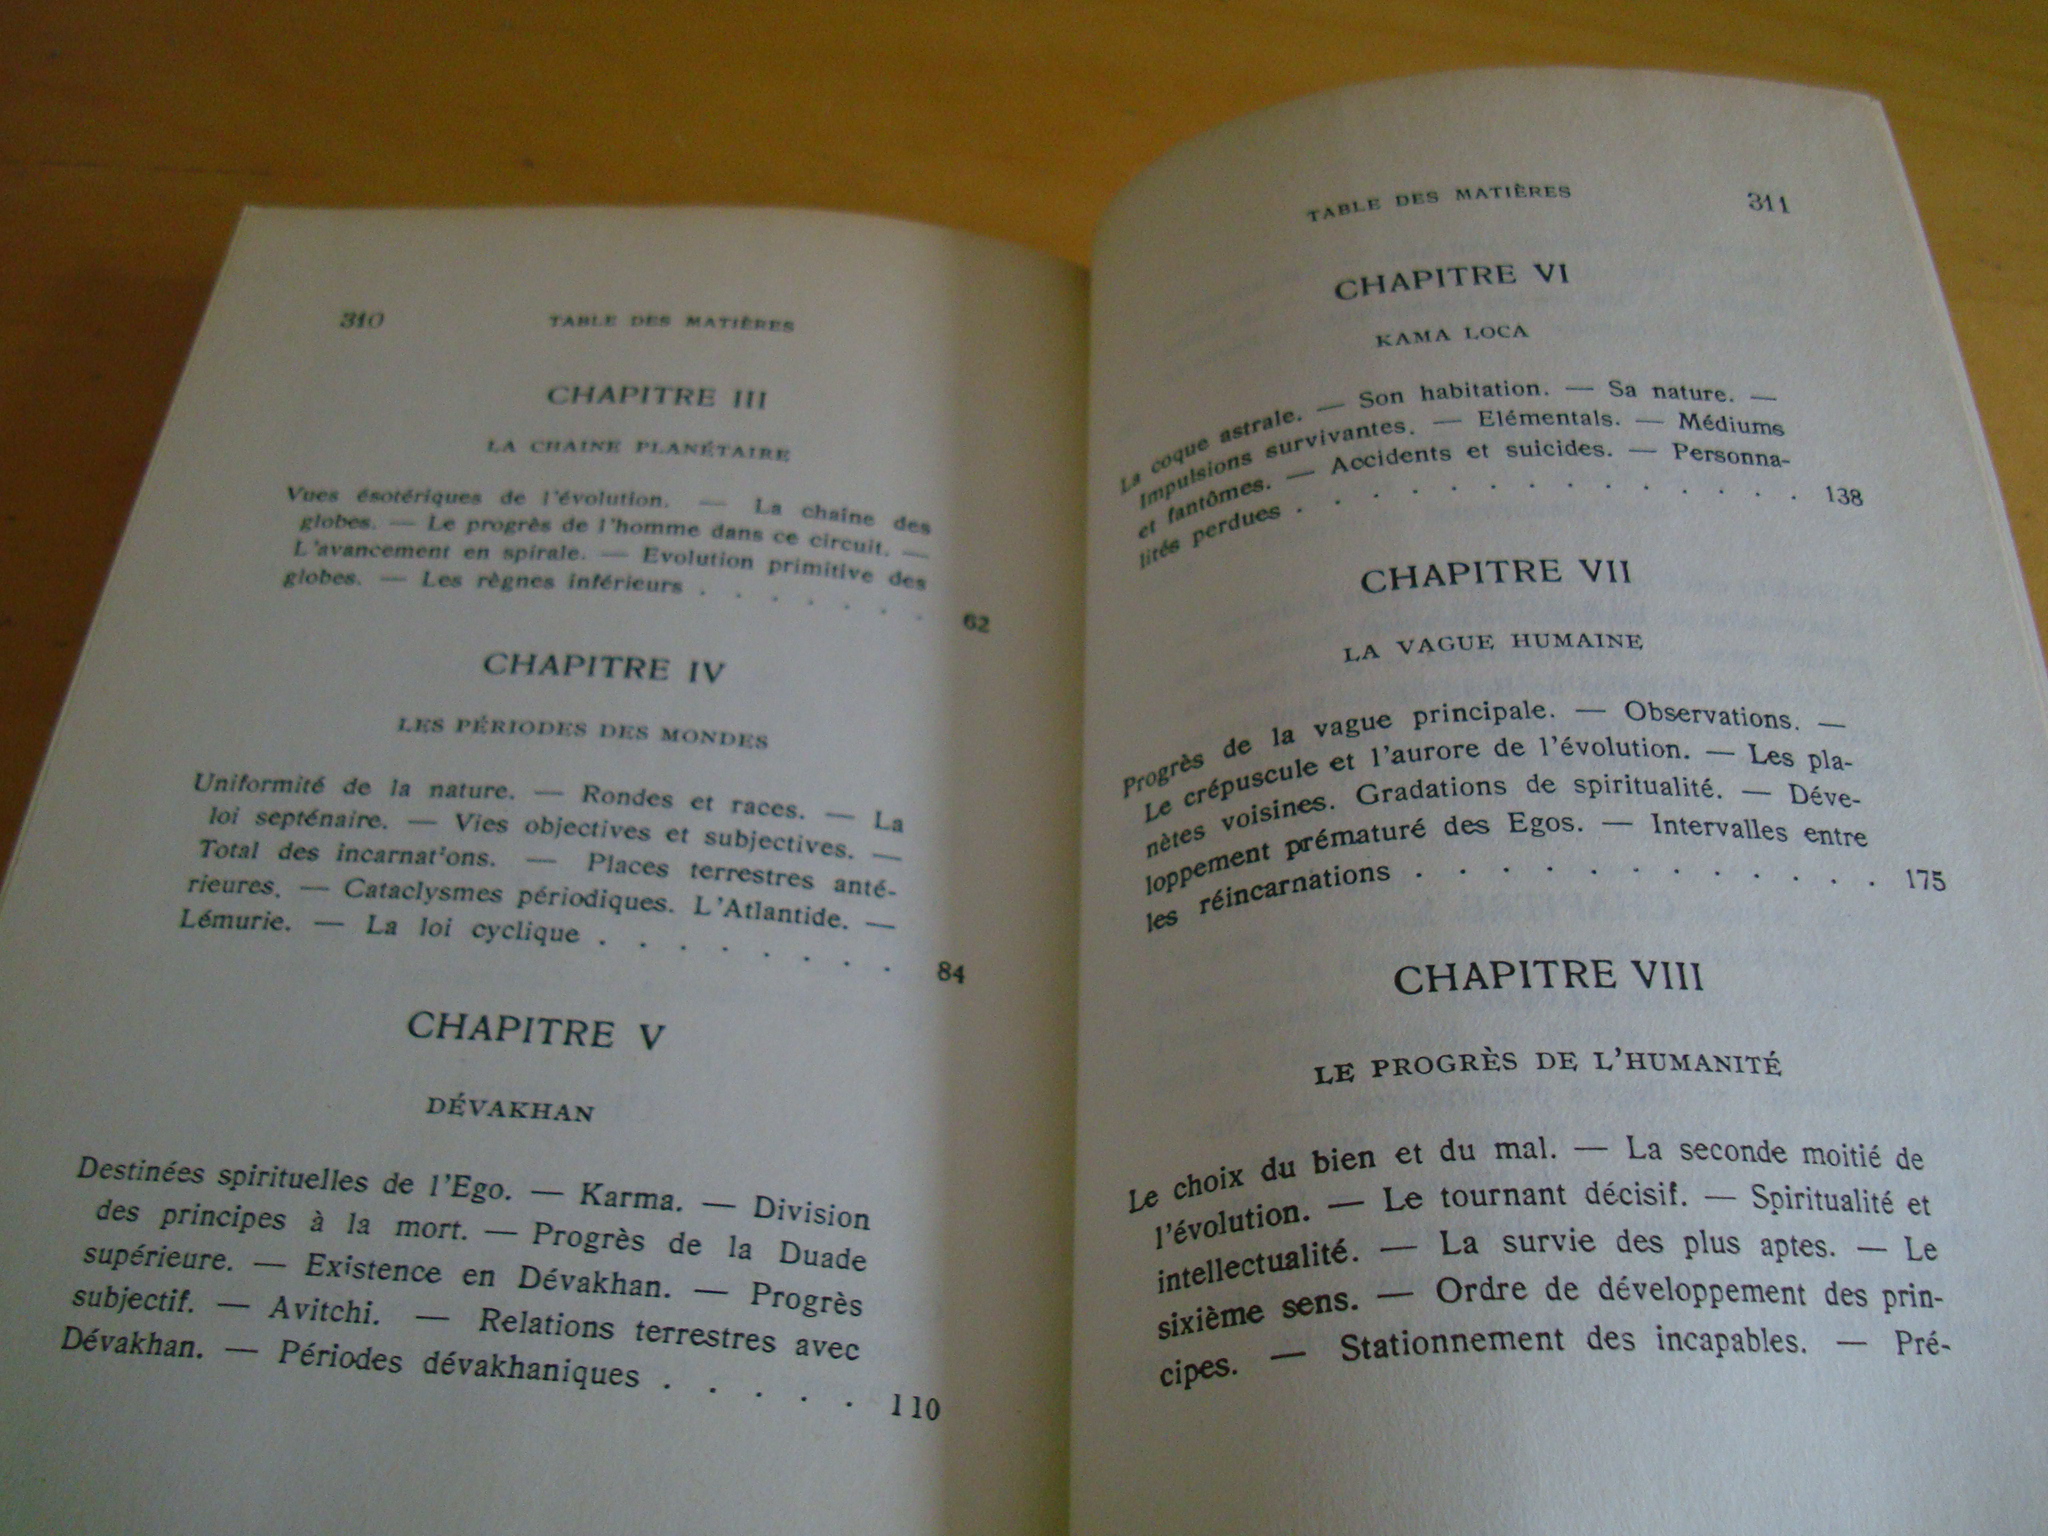 310 TABLE DES MATIÈRES
CHAPITRE III
LA CHAINE PLANÉTAIRE
Vues ésotériques de l'évolution. — La chaîne des
globes. — Le progrès de l'homme dans ce circuit. —
L'avancement en spirale. — Evolution primitive des
globes. — Les règnes inférieurs . . . . . . . 62
CHAPITRE IV
LES PÉRIODES DES MONDES
Uniformité de la nature. — Rondes et races. — La
loi septénaire. — Vies objectives et subjectives. —
Total des incarnat'ons. — Places terrestres anté-
rieures. — Cataclysmes périodiques. L'Atlantide. —
Lémurie. — La loi cyclique . . . . . . . . 84
CHAPITRE V
DÉVAKHAN
Destinées spirituelles de l'Ego. — Karma. — Division
des principes à la mort. — Progrès de la Duade
supérieure. — Existence en Dévakhan. — Progrès
subjectif. — Avitchi. — Relations terrestres avec
Dévakhan. — Périodes dévakhaniques . . . . . 110
TABLE DES MATIÈRES 311
CHAPITRE VI
KAMA LOCA
La coque astrale. — Son habitation. — Sa nature. —
Impulsions survivantes. — Elémentals. — Médiums
et fantômes. — Accidents et suicides. — Personna-
lités perdues . . . . . . . . . . . . . . 138
CHAPITRE VII
LA VAGUE HUMAINE
Progrès de la vague principale. — Observations. —
Le crépuscule et l'aurore de l'évolution. — Les pla-
nètes voisines. Gradations de spiritualité. — Déve-
loppement prématuré des Egos. — Intervalles entre
les réincarnations . . . . . . . . . . . . . 175
CHAPITRE VIII
LE PROGRÈS DE L'HUMANITÉ
Le choix du bien et du mal. — La seconde moitié de
l'évolution. — Le tournant décisif. — Spiritualité et
intellectualité. — La survie des plus aptes. — Le
sixième sens. — Ordre de développement des prin-
cipes. — Stationnement des incapables. — Pré-